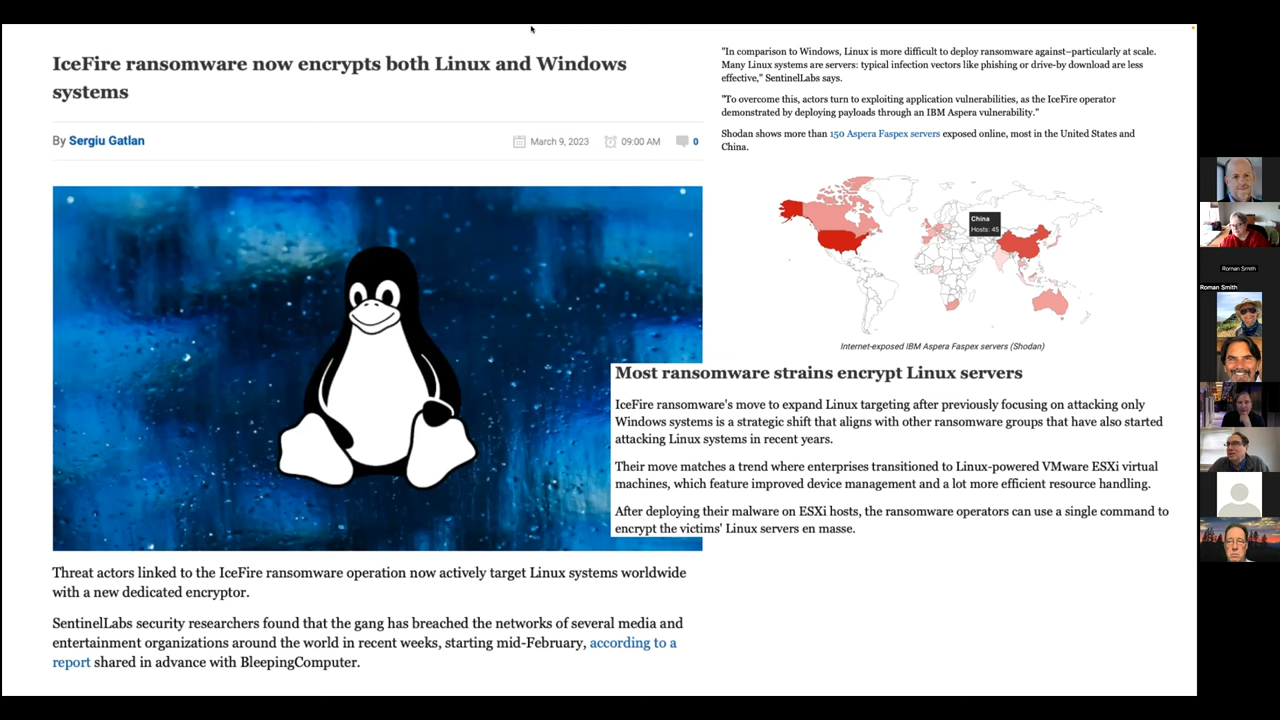 IceFire ransomware now encrypts both Linux and Windows
systems
By Sergiu Gatlan
March 9, 2023
09:00 AM
0
Threat actors linked to the IceFire ransomware operation now actively target Linux systems worldwide
with a new dedicated encryptor.
SentinelLabs security researchers found that the gang has breached the networks of several media and
entertainment organizations around the world in recent weeks, starting mid-February, according to a
report shared in advance with BleepingComputer.
"In comparison to Windows, Linux is more difficult to deploy ransomware against–particularly at scale.
Many Linux systems are servers: typical infection vectors like phishing or drive-by download are less
effective," SentinelLabs says.
"To overcome this, actors turn to exploiting application vulnerabilities, as the IceFire operator
demonstrated by deploying payloads through an IBM Aspera vulnerability."
Shodan shows more than 150 Aspera Faspex servers exposed online, most in the United States and
China.
China
Hosts: 45
Internet-exposed IBM Aspera Faspex servers (Shodan)
Most ransomware strains encrypt Linux servers
IceFire ransomware's move to expand Linux targeting after previously focusing on attacking only
Windows systems is a strategic shift that aligns with other ransomware groups that have also started
attacking Linux systems in recent years.
Their move matches a trend where enterprises transitioned to Linux-powered VMware ESXi virtual
machines, which feature improved device management and a lot more efficient resource handling.
After deploying their malware on ESXi hosts, the ransomware operators can use a single command to
encrypt the victims' Linux servers en masse.
Roman Smith
Roman Smith